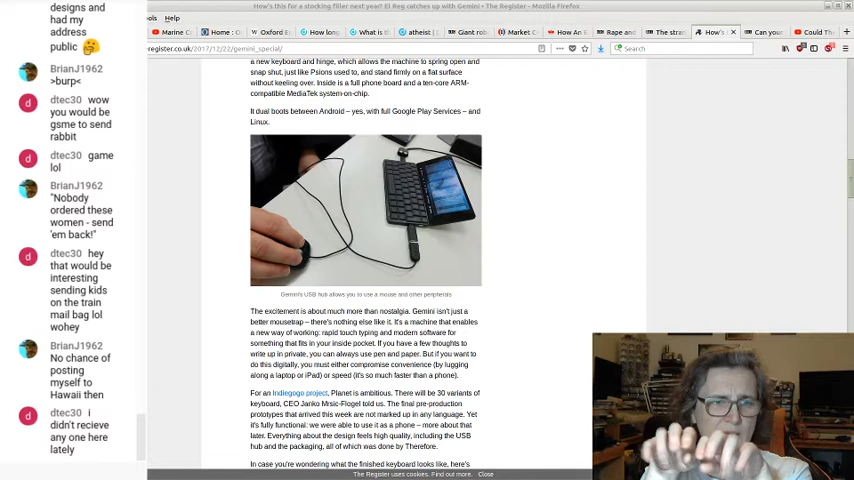 designs and
had my
address
public
BrianJ1962
>burp<
dtec30 wow
you would be
gsme to send
rabbit
dtec30 game
lol
BrianJ1962
"Nobody
ordered these
women - send
'em back!"
dtec30 hey
that would be
interesting
sending kids
on the train
mail bag lol
wohey
BrianJ1962
No chance of
posting
myself to
Hawaii then
dtec30 i
didn't recieve
any one here
lately
How's this for a stocking filler next year? El Reg catches up with Gemini • The Register - Mozilla Firefox
ols Help
Marine C
Home : O
Oxford E
How long
What is t
atheist |
Giant rob
Market C
How An E
Rape and
The stran
How's
Can your
Could The
register.co.uk/2017/12/22/gemini_special/
Search
a new keyboard and hinge, which allows the machine to spring open and
snap shut, just like Psions used to, and stand firmly on a flat surface
without keeling over. Inside is a full phone board and a ten-core ARM-
compatible MediaTek system-on-chip.
It dual boots between Android – yes, with full Google Play Services – and
Linux.
Gemini's USB hub allows you to use a mouse and other peripherals
The excitement is about much more than nostalgia. Gemini isn't just a
better mousetrap – there's nothing else like it. It's a machine that enables
a new way of working: rapid touch typing and modern software for
something that fits in your inside pocket. If you have a few thoughts to
write up in private, you can always use pen and paper. But if you want to
do this digitally, you must either compromise convenience (by lugging
along a laptop or iPad) or speed (it's so much faster than a phone).
For an Indiegogo project, Planet is ambitious. There will be 30 variants of
keyboard, CEO Janko Mrsic-Flogel told us. The final pre-production
prototypes that arrived this week are not marked up in any language. Yet
it's fully functional: we were able to use it as a phone – more about that
later. Everything about the design feels high quality, including the USB
hub and the packaging, all of which was done by Therefore.
In case you're wondering what the finished keyboard looks like, here's
The Register uses cookies. Find out more. Close